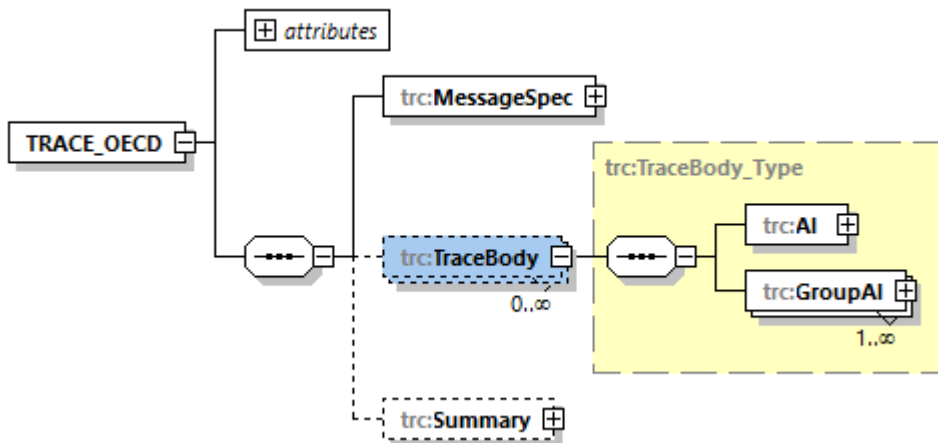 attributes
trc:MessageSpec
TRACE_OECD
trc:TraceBody_Type
trc:AI
trc:TraceBody
0..∞
trc:GroupAI
1..∞
trc:Summary